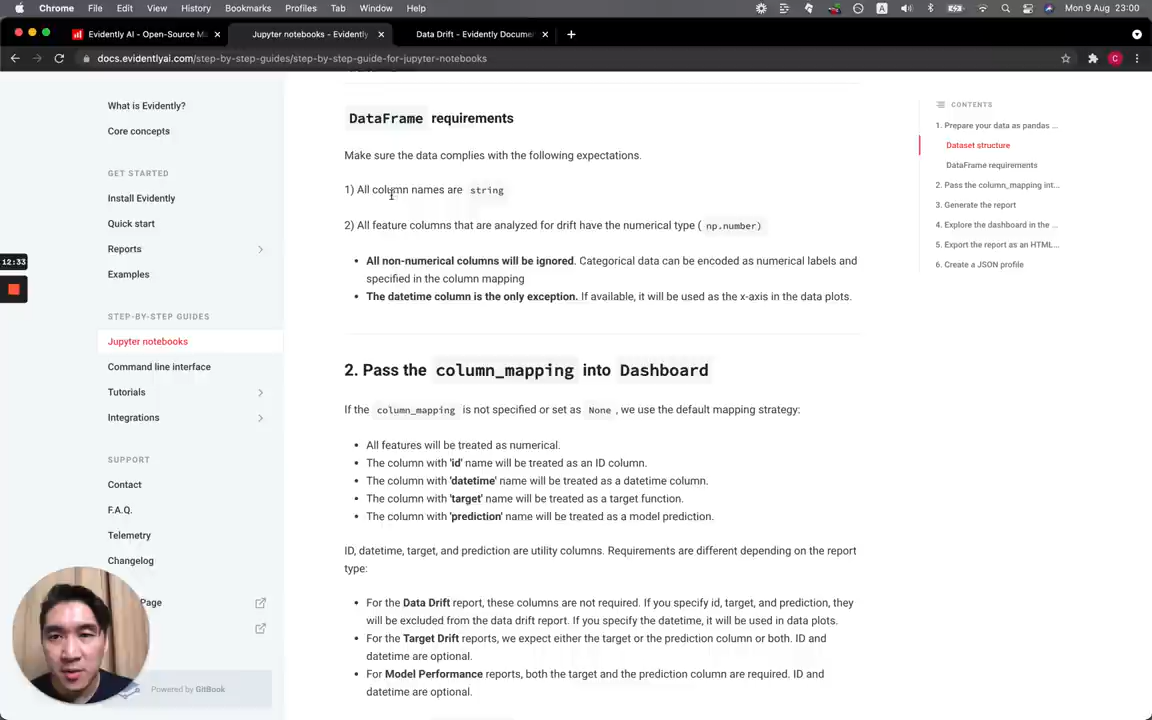 Chrome File Edit View History Bookmarks Profiles Tab Window Help
A
Mon 9 Aug 23:00
Evidently AI - Open-Source M
Jupyter notebooks - Evidently
Data Drift - Evidently Docume
docs.evidentlyai.com/step-by-step-guides/step-by-step-guide-for-jupyter-notebooks
C
What is Evidently?
Core concepts
GET STARTED
Install Evidently
Quick start
Reports
Examples
12:33
STEP-BY-STEP GUIDES
Jupyter notebooks
Command line interface
Tutorials
Integrations
SUPPORT
Contact
F.A.Q.
Telemetry
Changelog
Page
Powered by GitBook
DataFrame requirements
Make sure the data complies with the following expectations.
1) All column names are string
2) All feature columns that are analyzed for drift have the numerical type ( np.number)
• All non-numerical columns will be ignored. Categorical data can be encoded as numerical labels and
specified in the column mapping
• The datetime column is the only exception. If available, it will be used as the x-axis in the data plots.
2. Pass the column_mapping into Dashboard
If the column_mapping is not specified or set as None , we use the default mapping strategy:
• All features will be treated as numerical.
• The column with 'id' name will be treated as an ID column.
• The column with 'datetime' name will be treated as a datetime column.
• The column with 'target' name will be treated as a target function.
• The column with 'prediction' name will be treated as a model prediction.
ID, datetime, target, and prediction are utility columns. Requirements are different depending on the report
type:
• For the Data Drift report, these columns are not required. If you specify id, target, and prediction, they
will be excluded from the data drift report. If you specify the datetime, it will be used in data plots.
• For the Target Drift reports, we expect either the target or the prediction column or both. ID and
datetime are optional.
• For Model Performance reports, both the target and the prediction column are required. ID and
datetime are optional.
CONTENTS
1. Prepare your data as pandas ...
Dataset structure
DataFrame requirements
2. Pass the column_mapping int...
3. Generate the report
4. Explore the dashboard in the ...
5. Export the report as an HTML...
6. Create a JSON profile